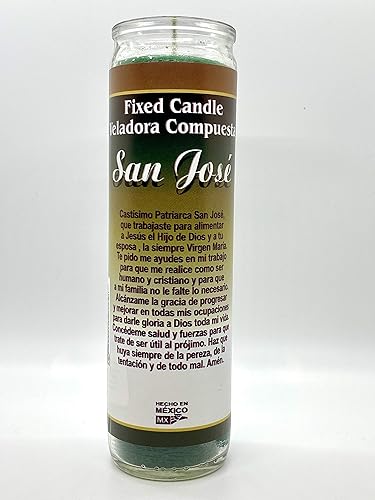 Fixed Candle
Veladora Compuesta
San José
Castísimo Patriarca San José,
que trabajaste para alimentar
a Jesús el Hijo de Dios y a tu
esposa , la siempre Virgen María.
Te pido me ayudes en mi trabajo
para que me realice como ser
humano y cristiano y para que
a mi familia no le falte lo necesario.
Alcánzame la gracia de progresar
y mejorar en todas mis ocupaciones
para darle gloria a Dios toda mi vida.
Concédeme salud y fuerzas para que
trate de ser útil al prójimo. Haz que
huya siempre de la pereza, de la
tentación y de todo mal. Amén.
HECHO EN
MÉXICO
MX